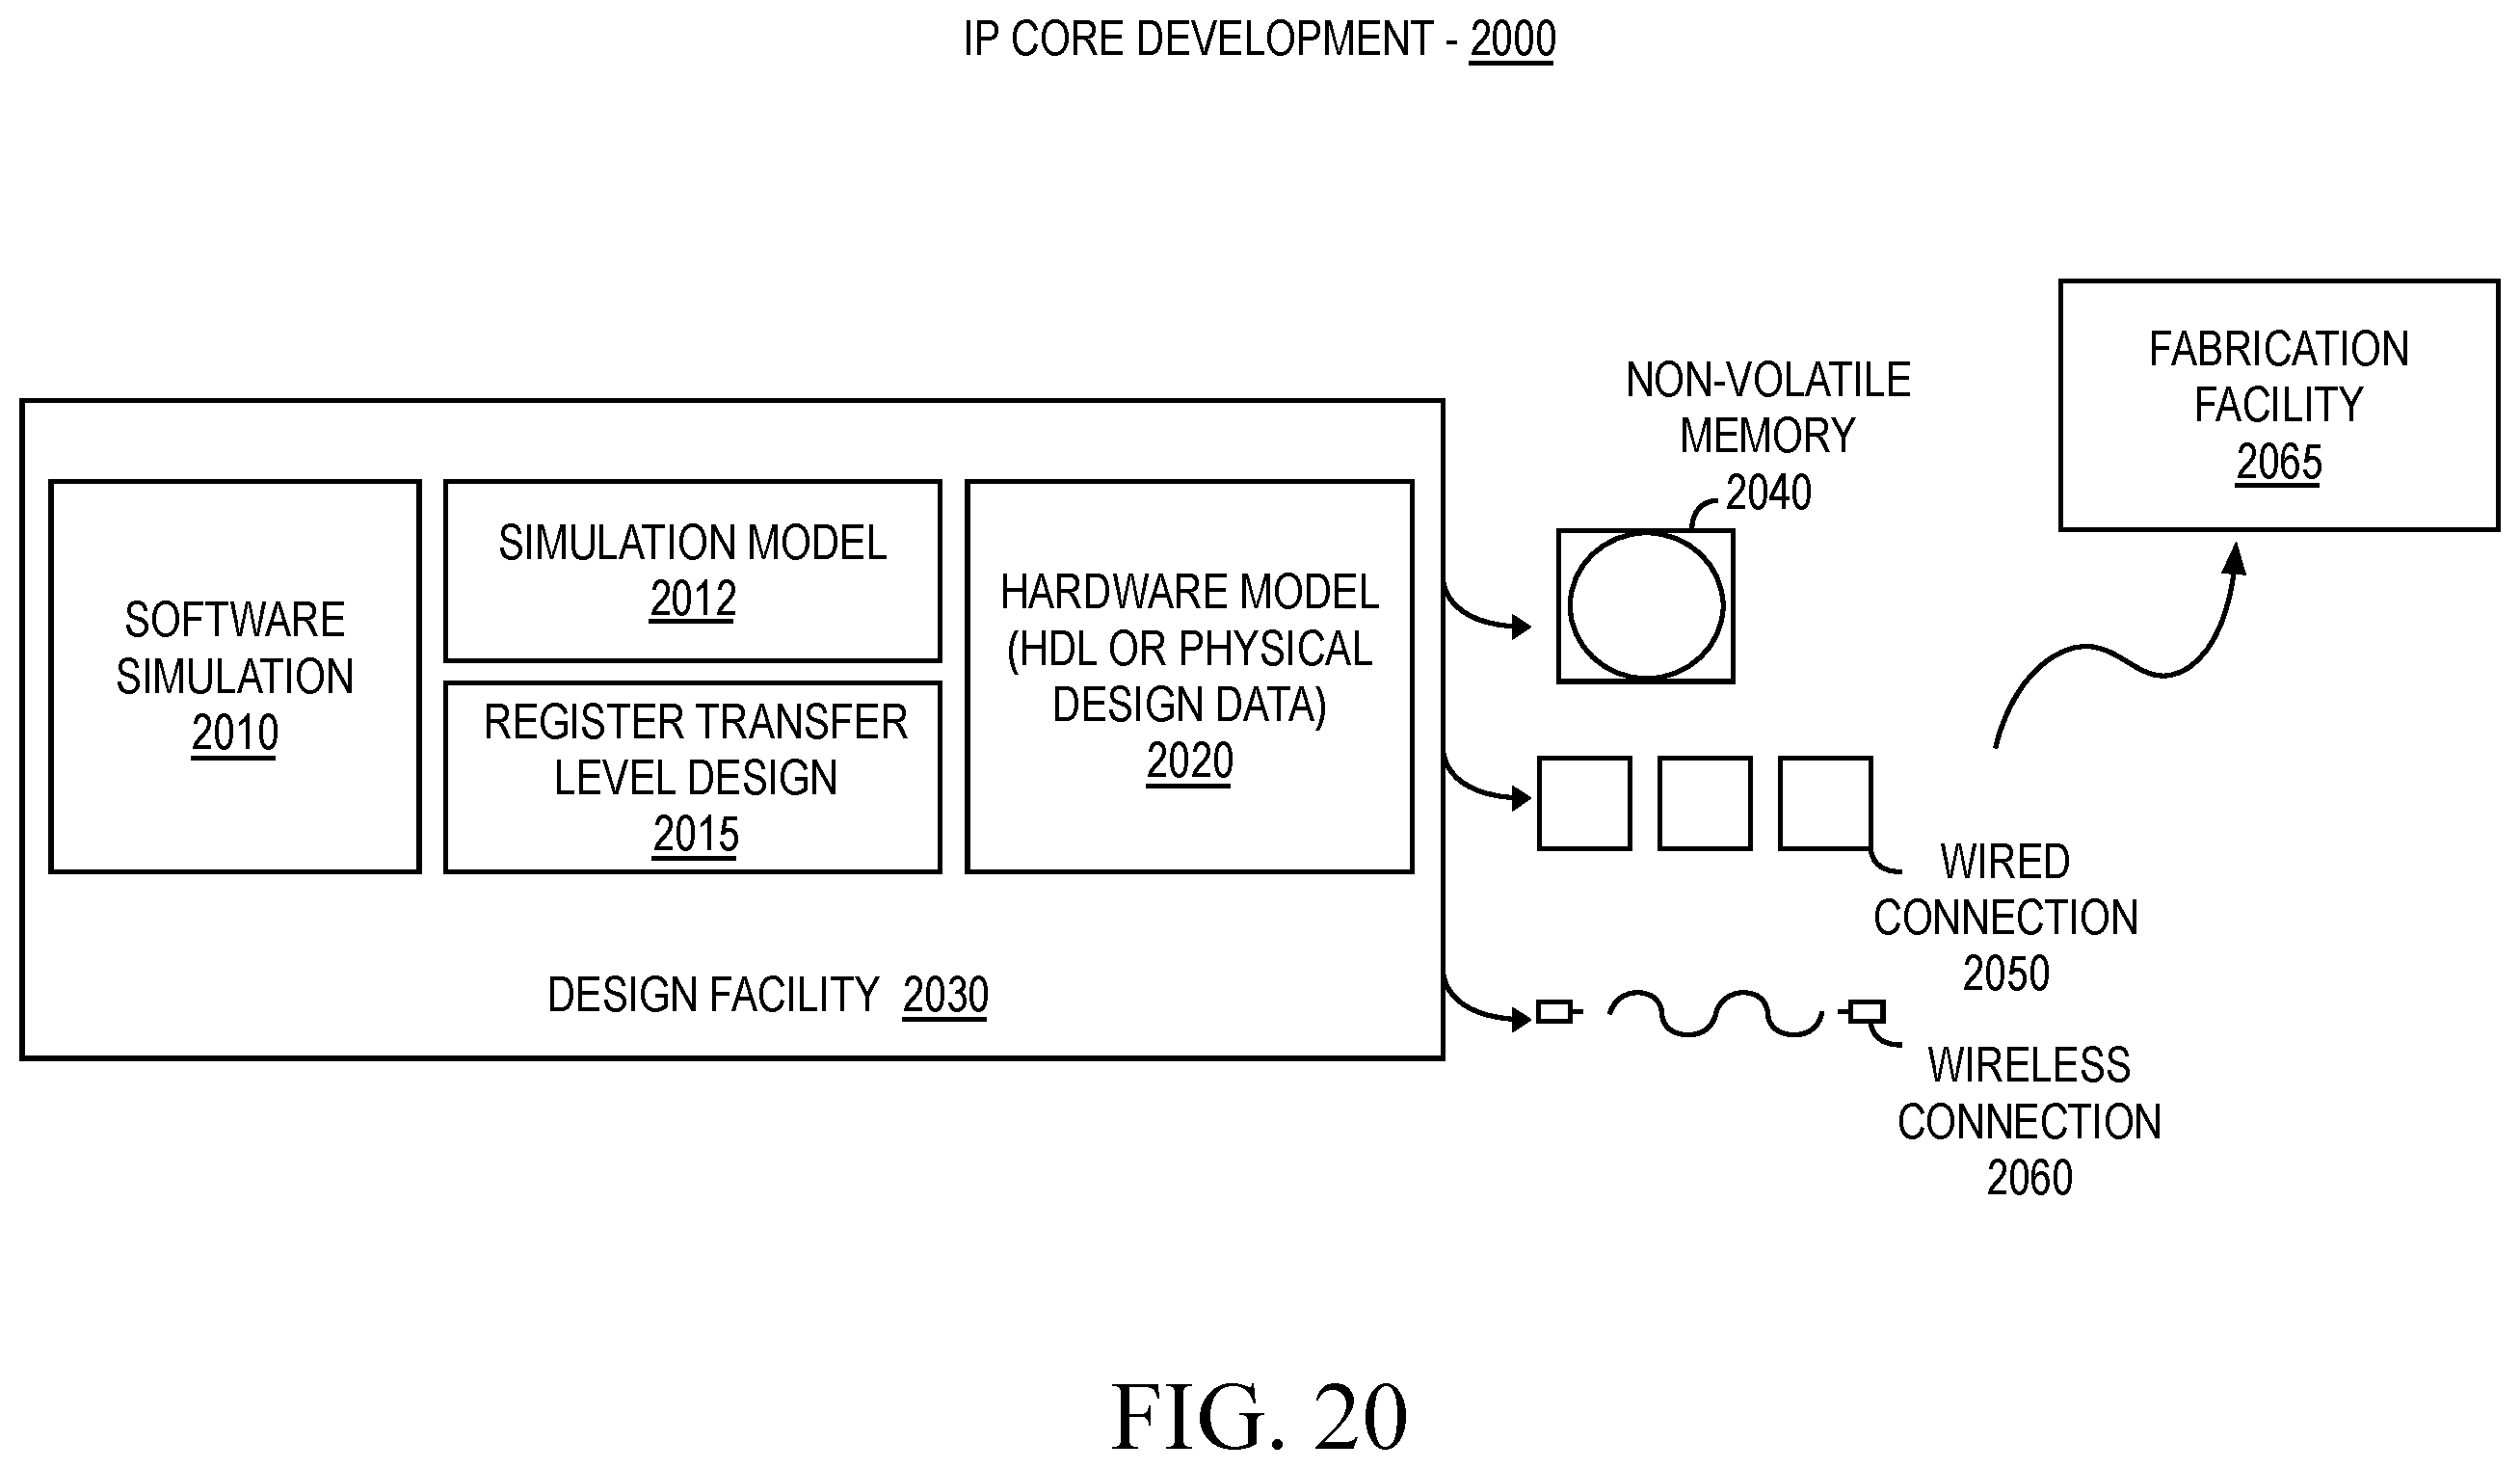 IP CORE DEVELOPMENT - 2000
SOFTWARE
SIMULATION
2010
SIMULATION MODEL
2012
REGISTER TRANSFER
LEVEL DESIGN
2015
HARDWARE MODEL
(HDL OR PHYSICAL
DESIGN DATA)
2020
DESIGN FACILITY 2030
NON-VOLATILE
MEMORY
2040
FABRICATION
FACILITY
2065
WIRED
CONNECTION
2050
WIRELESS
CONNECTION
2060
FIG. 20